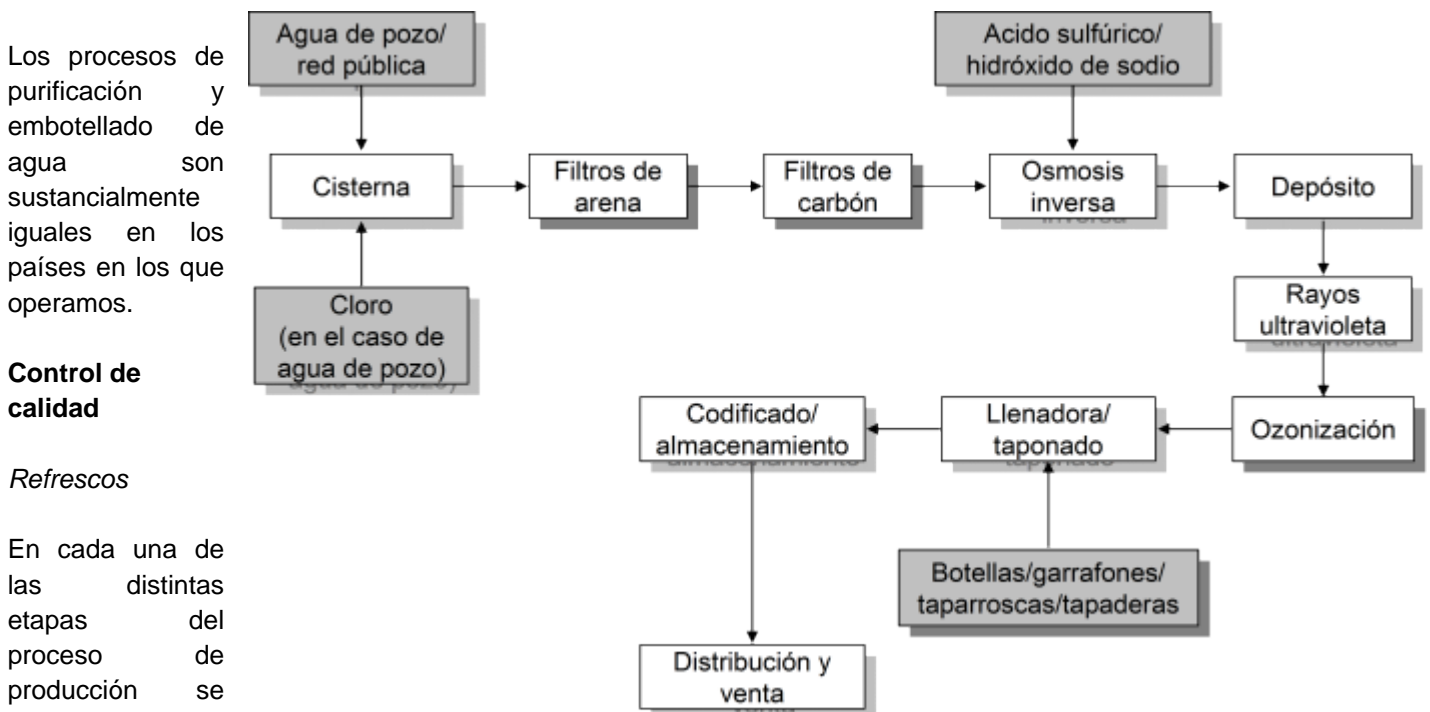 Los procesos de
purificación y
embotellado de
agua son
sustancialmente
iguales en los
países en los que
operamos.
Control de
calidad
Refrescos
En cada una de
las distintas
etapas del
proceso de
producción se
Agua de pozo/
red pública
Acido sulfúrico/
hidróxido de sodio
Cisterna
Filtros de
arena
Filtros de
carbón
Osmosis
inversa
Depósito
Cloro
(en el caso de
agua de pozo)
Rayos
ultravioleta
Ozonización
Llenadora/
taponado
Codificado/
almacenamiento
Botellas/garrafones/
taparroscas/tapaderas
Distribución y
venta